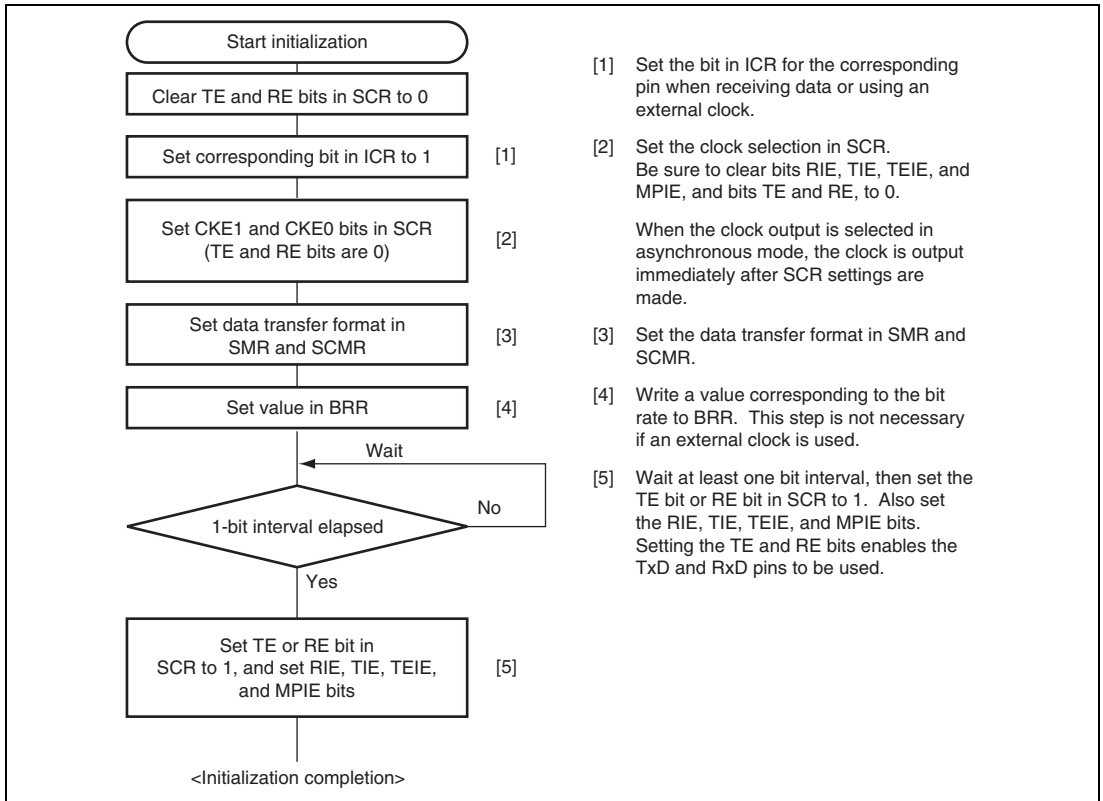 Start initialization
Clear TE and RE bits in SCR to 0
Set corresponding bit in ICR to 1
[1]
Set CKE1 and CKE0 bits in SCR
(TE and RE bits are 0)
[2]
Set data transfer format in
SMR and SCMR
[3]
Set value in BRR
[4]
Wait
No
1-bit interval elapsed
Yes
Set TE or RE bit in
SCR to 1, and set RIE, TIE, TEIE,
and MPIE bits
[5]
<Initialization completion>
[1] Set the bit in ICR for the corresponding
pin when receiving data or using an
external clock.
[2] Set the clock selection in SCR.
Be sure to clear bits RIE, TIE, TEIE, and
MPIE, and bits TE and RE, to 0.
When the clock output is selected in
asynchronous mode, the clock is output
immediately after SCR settings are
made.
[3] Set the data transfer format in SMR and
SCMR.
[4] Write a value corresponding to the bit
rate to BRR. This step is not necessary
if an external clock is used.
[5] Wait at least one bit interval, then set the
TE bit or RE bit in SCR to 1. Also set
the RIE, TIE, TEIE, and MPIE bits.
Setting the TE and RE bits enables the
TxD and RxD pins to be used.